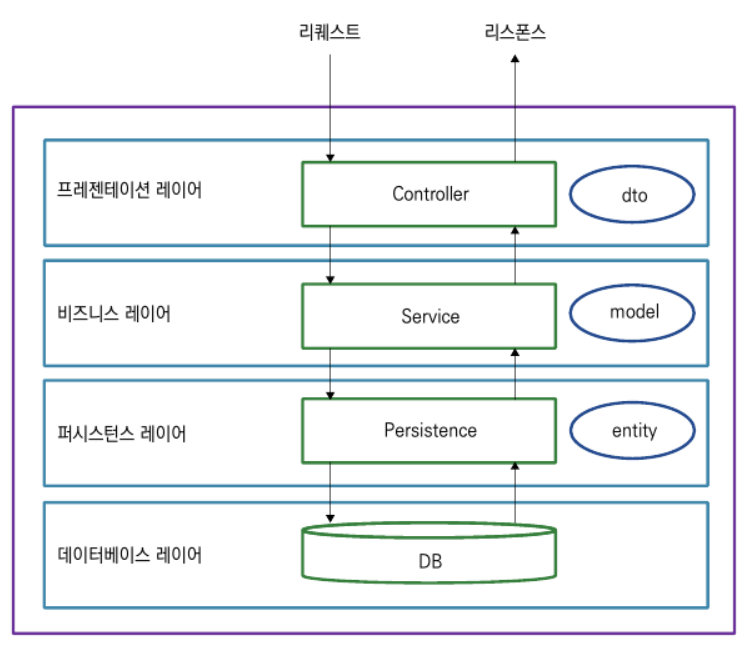 리퀘스트
리스폰스
프레젠테이션 레이어
Controller
dto
비즈니스 레이어
Service
model
퍼시스턴스 레이어
Persistence
entity
데이터베이스 레이어
DB